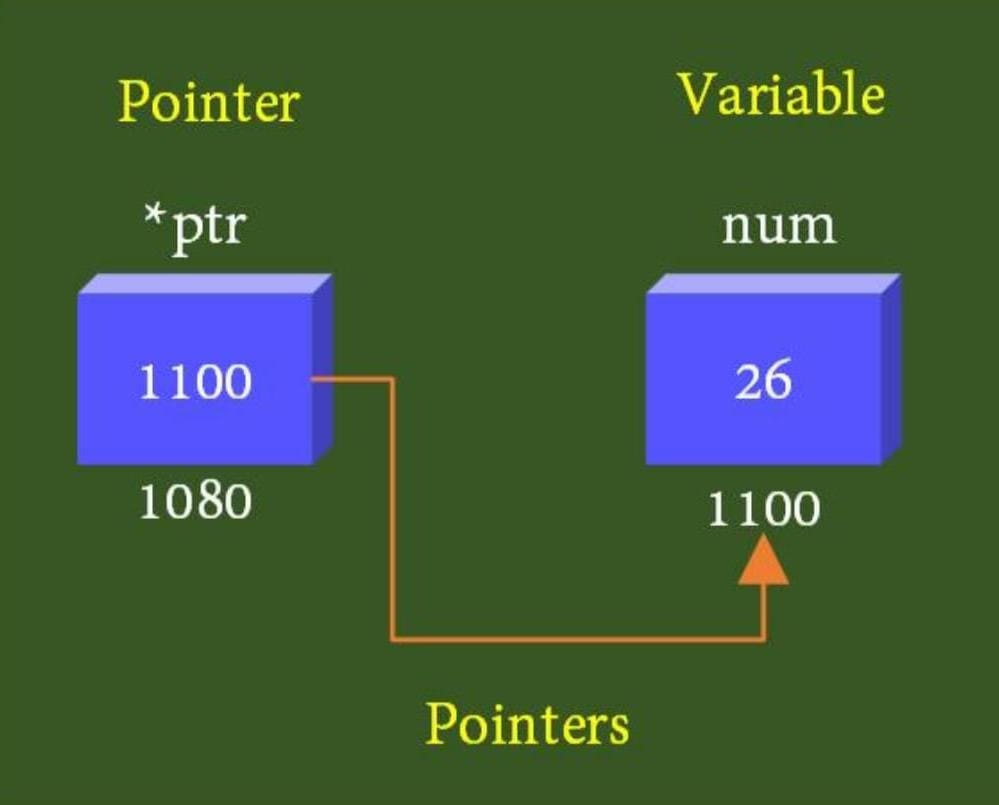 Pointer
Variable
*ptr
num
1100
26
1080
1100
Pointers